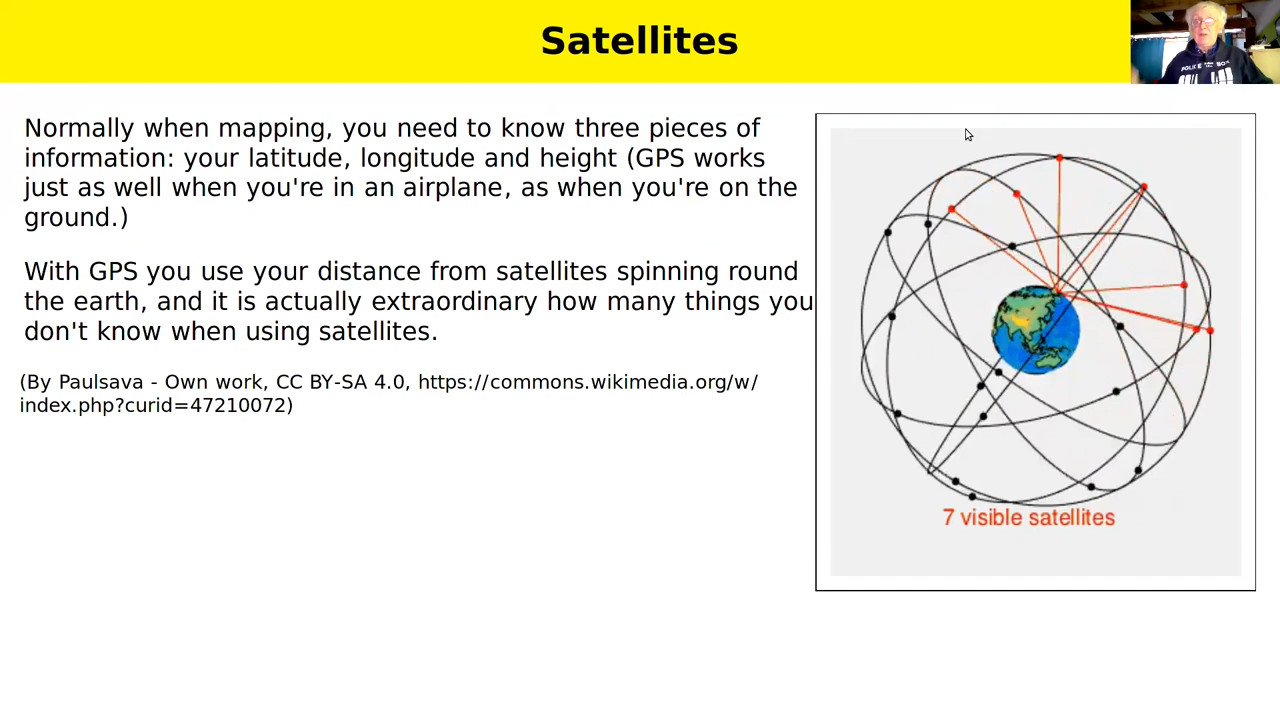 Satellites
POLICE BOX
Normally when mapping, you need to know three pieces of
information: your latitude, longitude and height (GPS works
just as well when you're in an airplane, as when you're on the
ground.)
With GPS you use your distance from satellites spinning round
the earth, and it is actually extraordinary how many things you
don't know when using satellites.
(By Paulsava - Own work, CC BY-SA 4.0, https://commons.wikimedia.org/w/
index.php?curid=47210072)
7 visible satellites